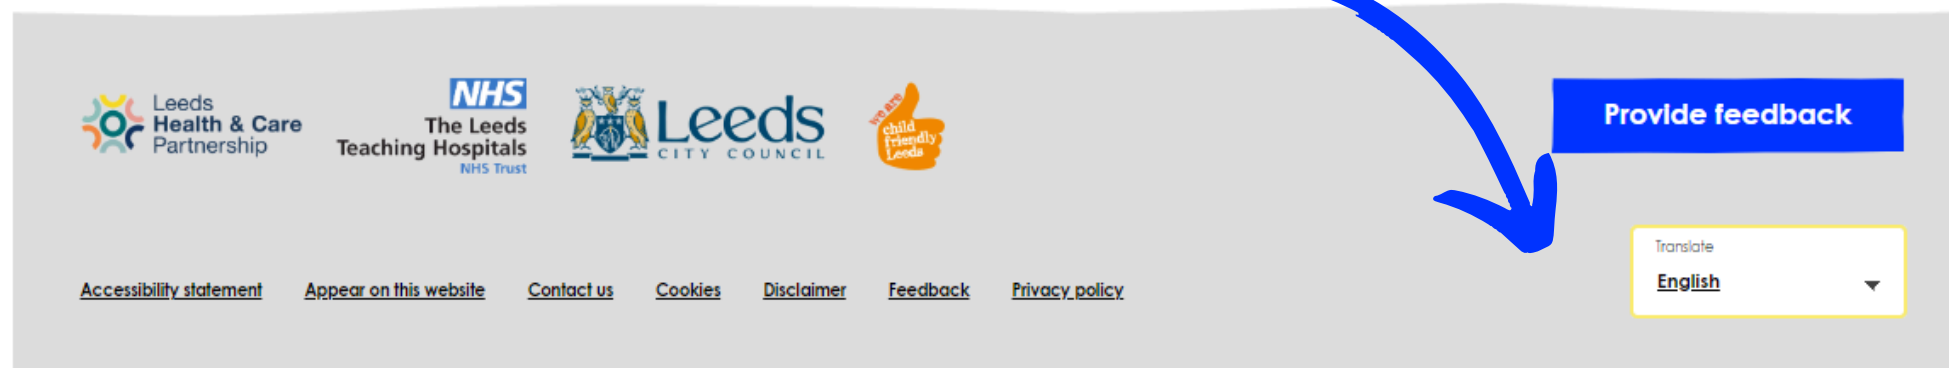 Leeds
Health & Care
Partnership
NHS
The Leeds
Teaching Hospitals
NHS Trust
Leeds
CITY COUNCIL
we are
child
friendly
Leeds
Provide feedback
Translate
English
Accessibility statement Appear on this website Contact us Cookies Disclaimer Feedback Privacy policy